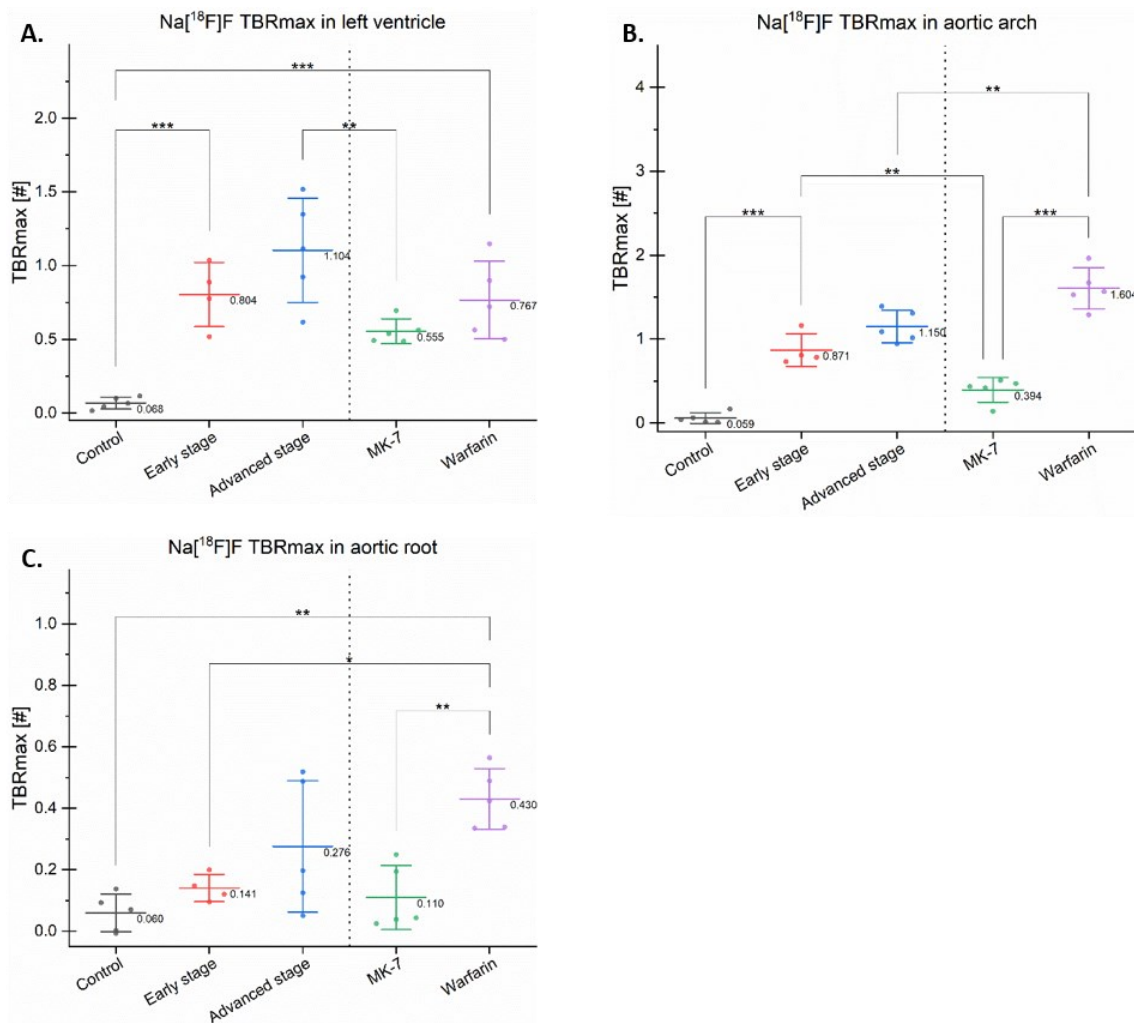 A.
Na[¹⁸F]F TBRmax in left ventricle
TBRmax [#]
2.0
1.5
1.0
0.5
0.0
***
***
**
0.068
0.804
1.104
0.555
0.767
Control
Early stage
Advanced stage
MK-7
Warfarin
B.
Na[¹⁸F]F TBRmax in aortic arch
TBRmax [#]
4
3
2
1
0
**
**
***
***
0.059
0.871
1.150
0.394
1.604
Control
Early stage
Advanced stage
MK-7
Warfarin
C.
Na[¹⁸F]F TBRmax in aortic root
TBRmax [#]
1.0
0.8
0.6
0.4
0.2
0.0
**
*
**
0.060
0.141
0.276
0.110
0.430
Control
Early stage
Advanced stage
MK-7
Warfarin